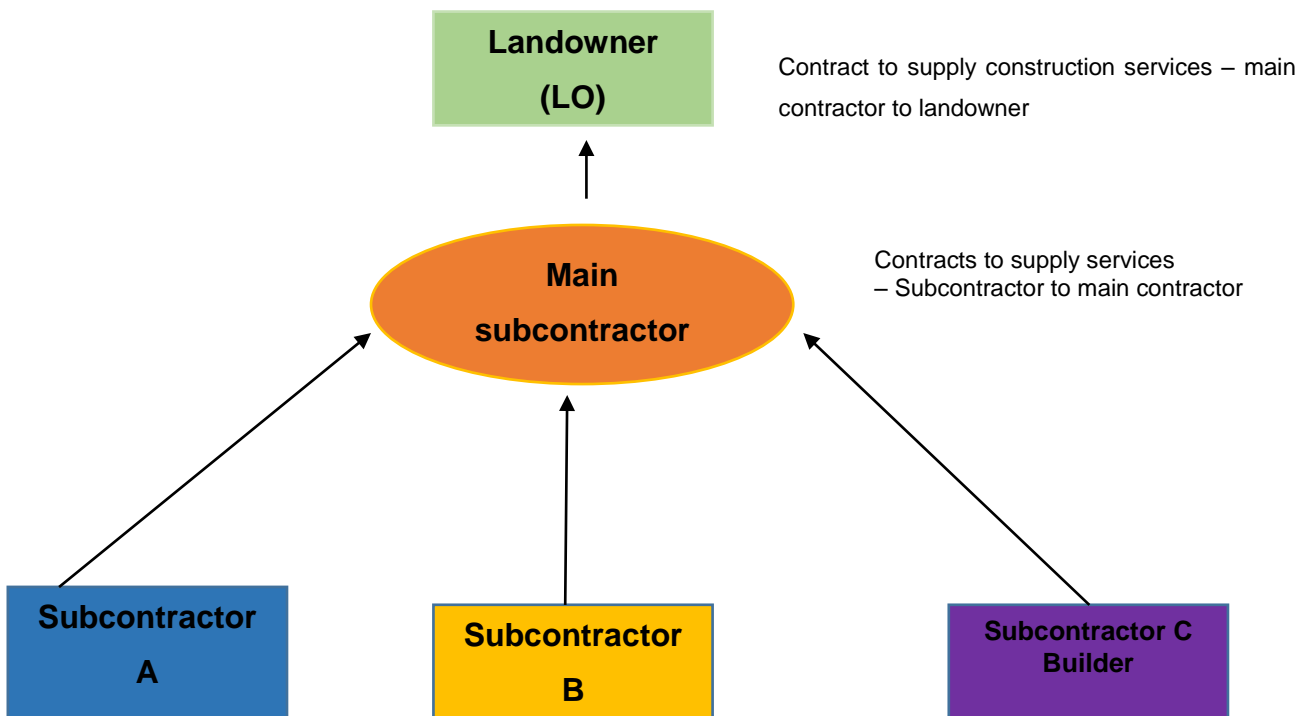 Landowner
(LO)
Contract to supply construction services – main
contractor to landowner
Main
subcontractor
Contracts to supply services
– Subcontractor to main contractor
Subcontractor
A
Subcontractor
B
Subcontractor C
Builder